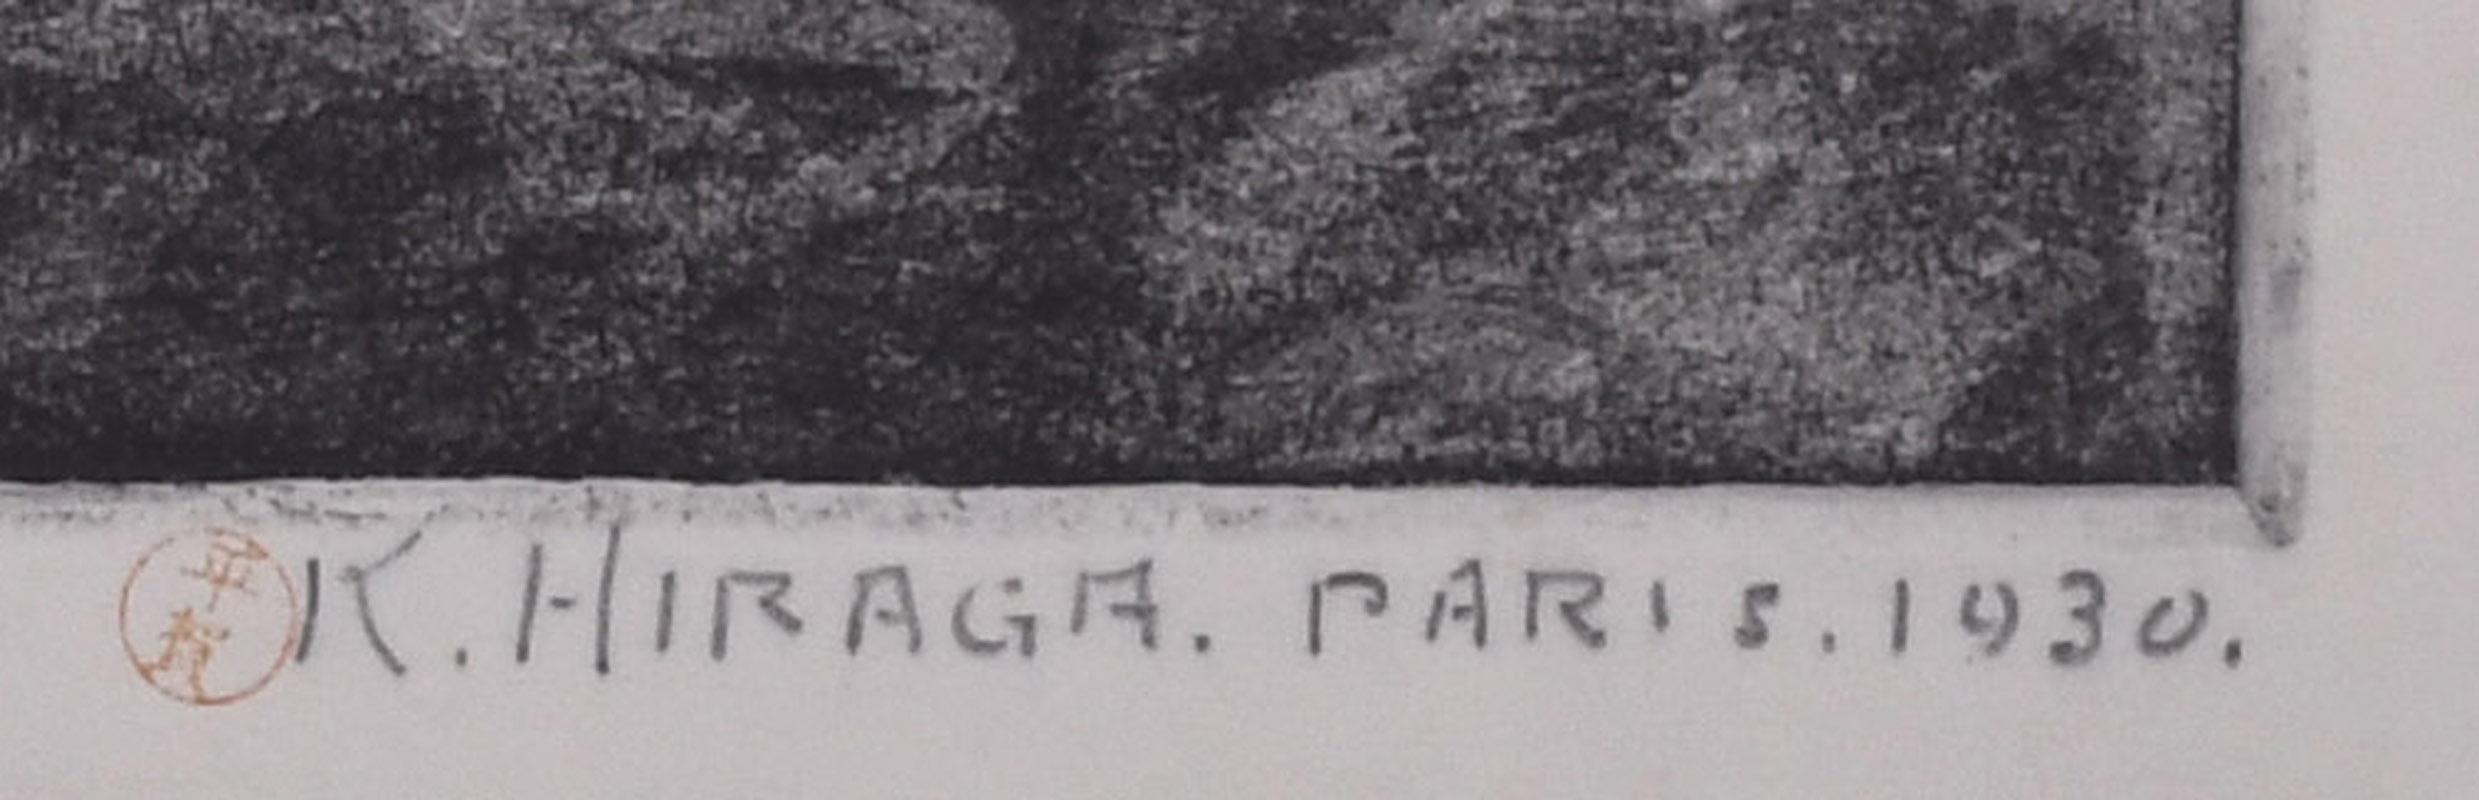 平賀
K. HIRAGA. PARIS. 1930.